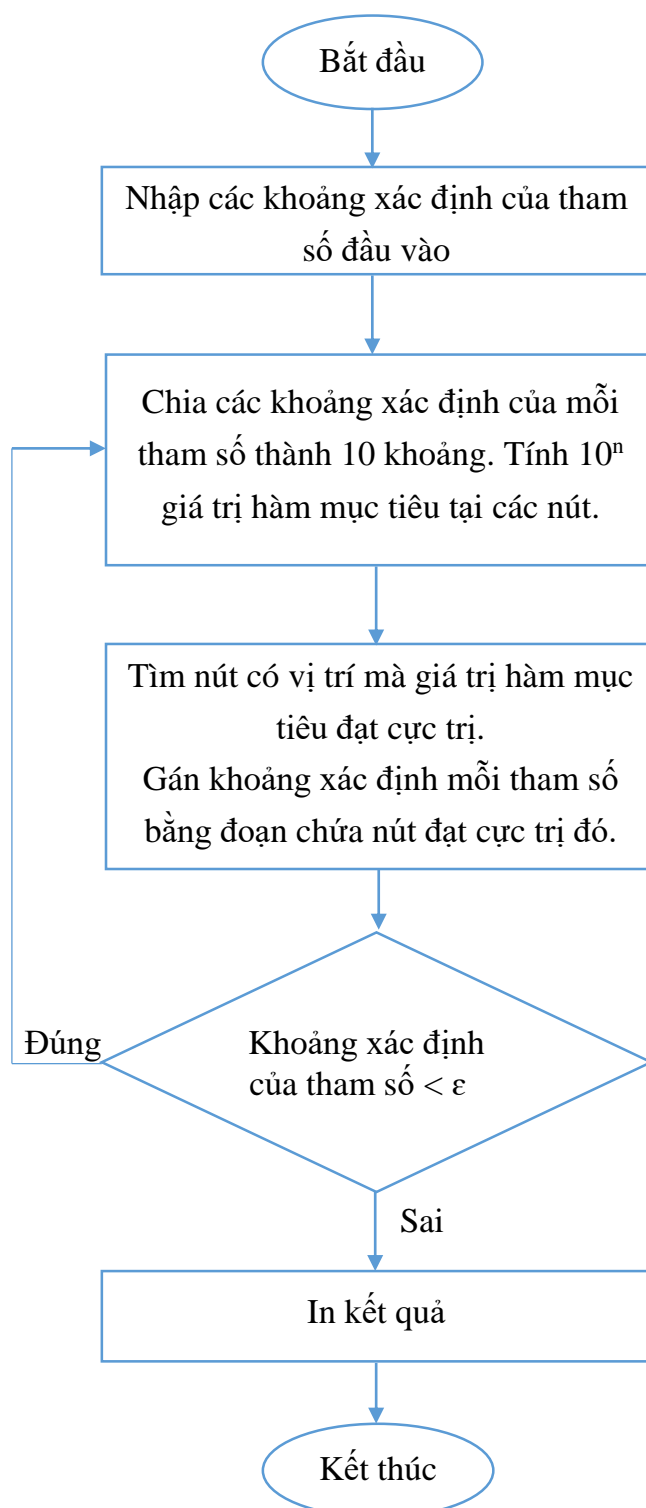 Bắt đầu
Nhập các khoảng xác định của tham
số đầu vào
Chia các khoảng xác định của mỗi
tham số thành 10 khoảng. Tính 10ⁿ
giá trị hàm mục tiêu tại các nút.
Tìm nút có vị trí mà giá trị hàm mục
tiêu đạt cực trị.
Gán khoảng xác định mỗi tham số
bằng đoạn chứa nút đạt cực trị đó.
Đúng
Khoảng xác định
của tham số < ε
Sai
In kết quả
Kết thúc